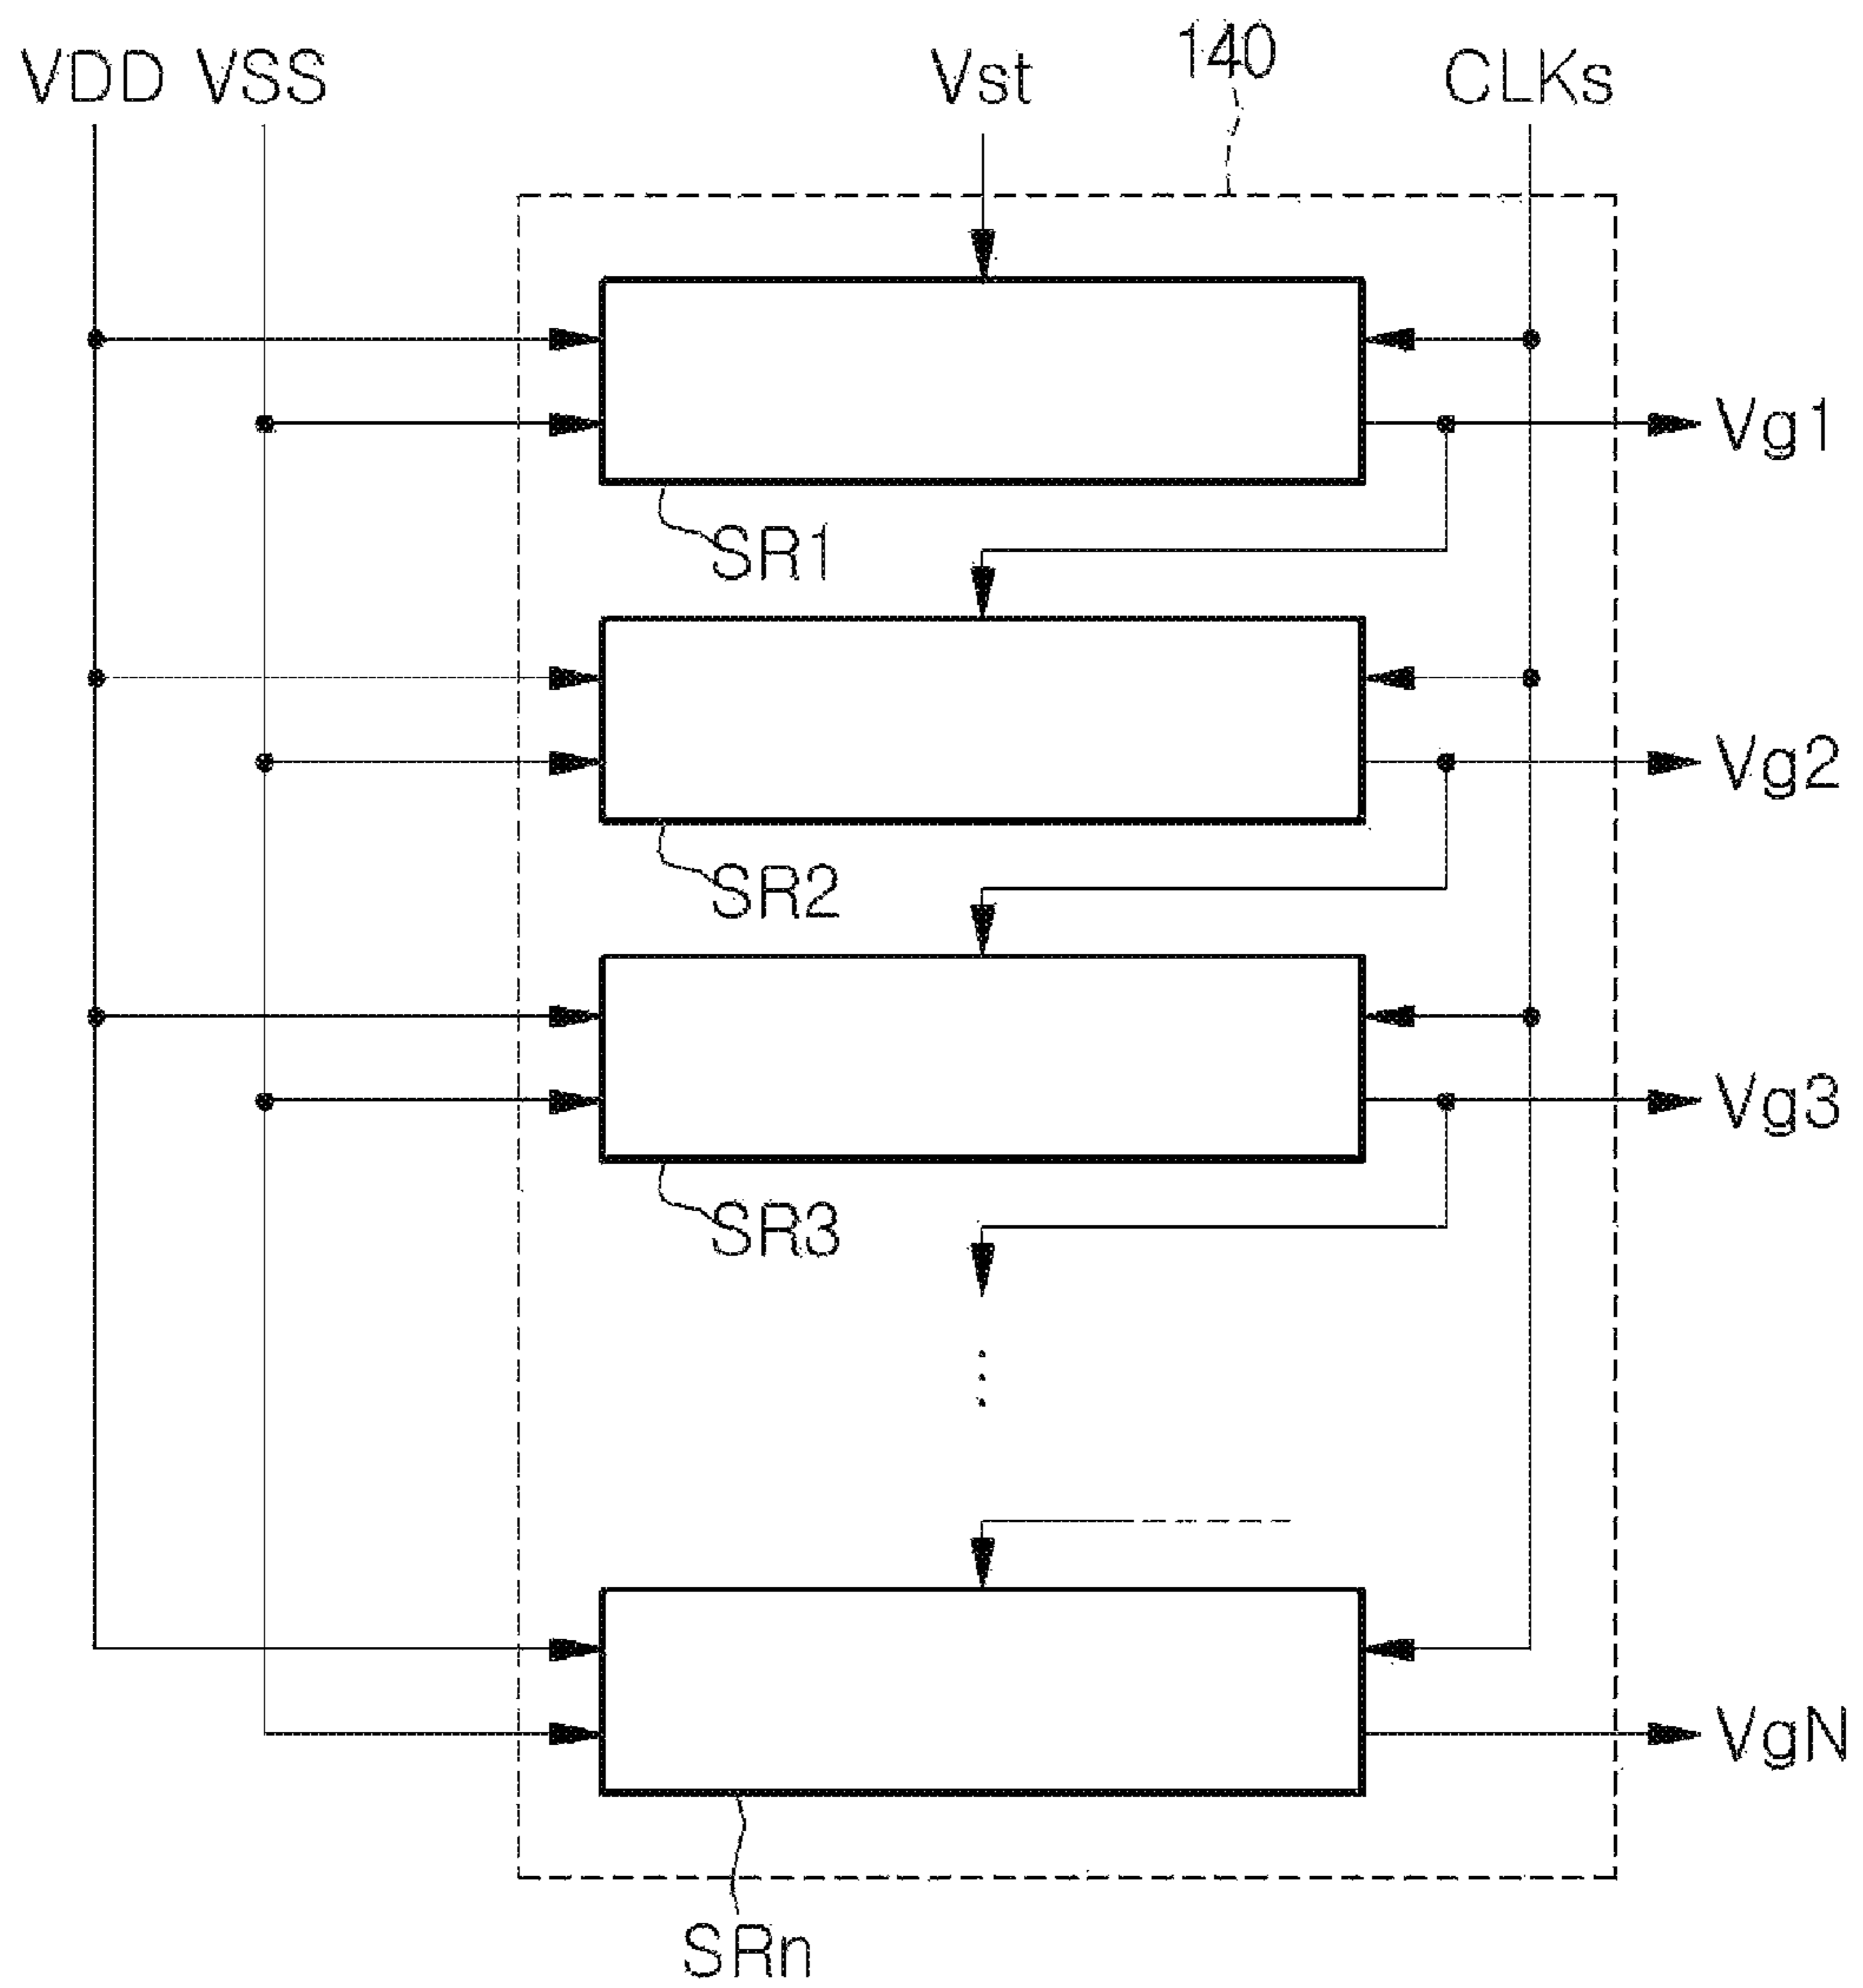 VDD VSS Vst 140 CLKs
Vg1
SR1
Vg2
SR2
Vg3
SR3
VgN
SRn